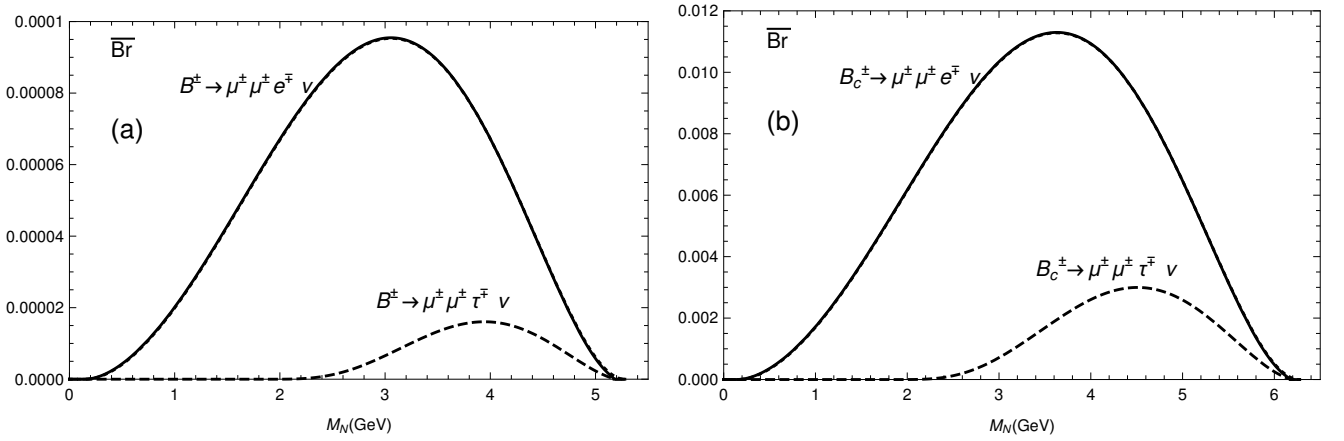 0.0001
Br
B± → μ± μ± e∓ ν
0.00008
(a)
0.00006
0.00004
B± → μ± μ± τ∓ ν
0.00002
0.0000
0 1 2 3 4 5
M_N(GeV)
0.012
Br
0.010
B_c± → μ± μ± e∓ ν
(b)
0.008
0.006
0.004
B_c± → μ± μ± τ∓ ν
0.002
0.000
0 1 2 3 4 5 6
M_N(GeV)